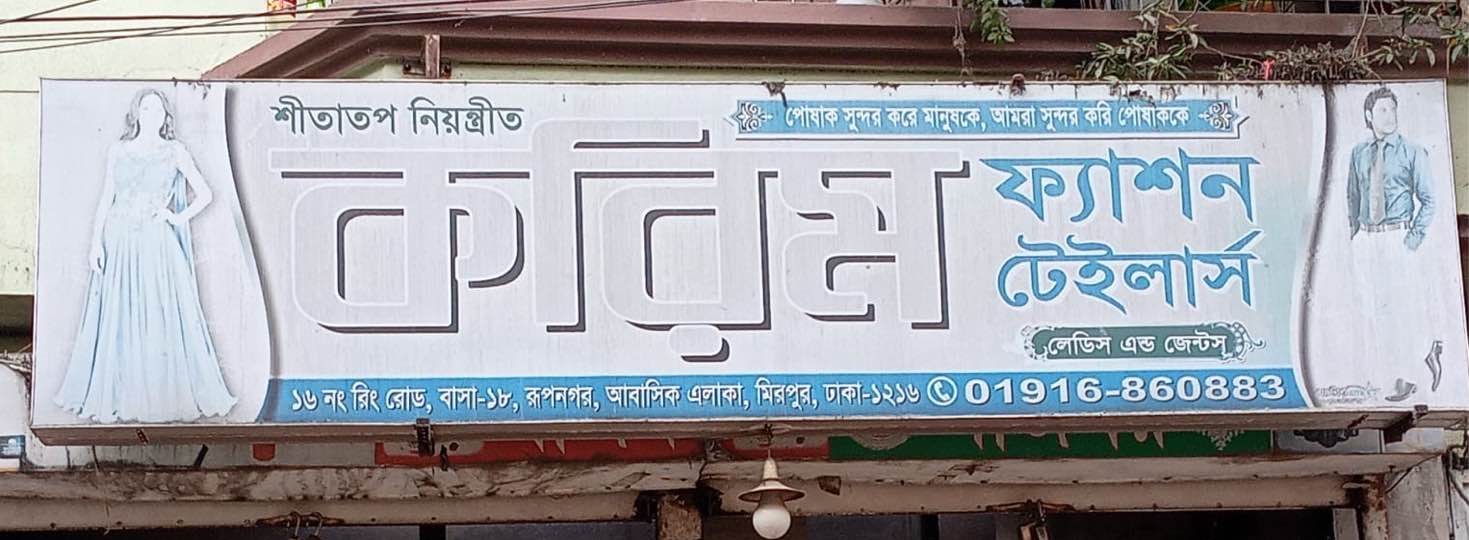 শীতাতপ নিয়ন্ত্রীত
পোষাক সুন্দর করে মানুষকে, আমরা সুন্দর করি পোষাককে
করিম
ফ্যাশন
টেইলার্স
লেডিস এন্ড জেন্টস
১৬ নং রিং রোড, বাসা-১৮, রূপনগর, আবাসিক এলাকা, মিরপুর, ঢাকা-১২১৬ 01916-860883